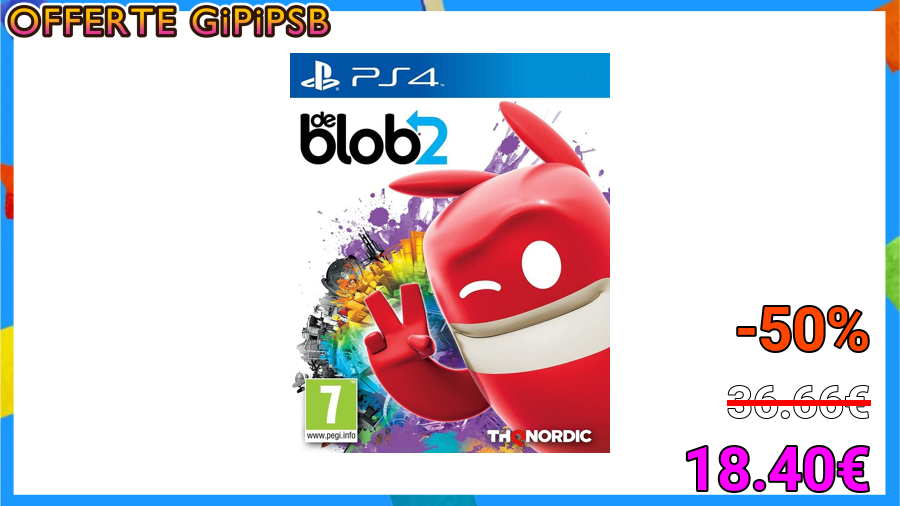 OFFERTE GiPiPSB
PS4
de
blob2
7
www.pegi.info
THQ NORDIC
-50%
36.66€
18.40€